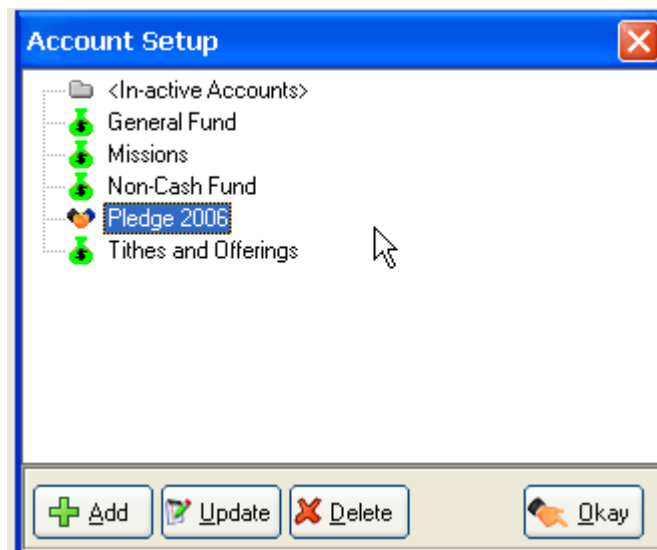 Account Setup
<In-active Accounts>
General Fund
Missions
Non-Cash Fund
Pledge 2006
Tithes and Offerings
Add Update Delete Okay